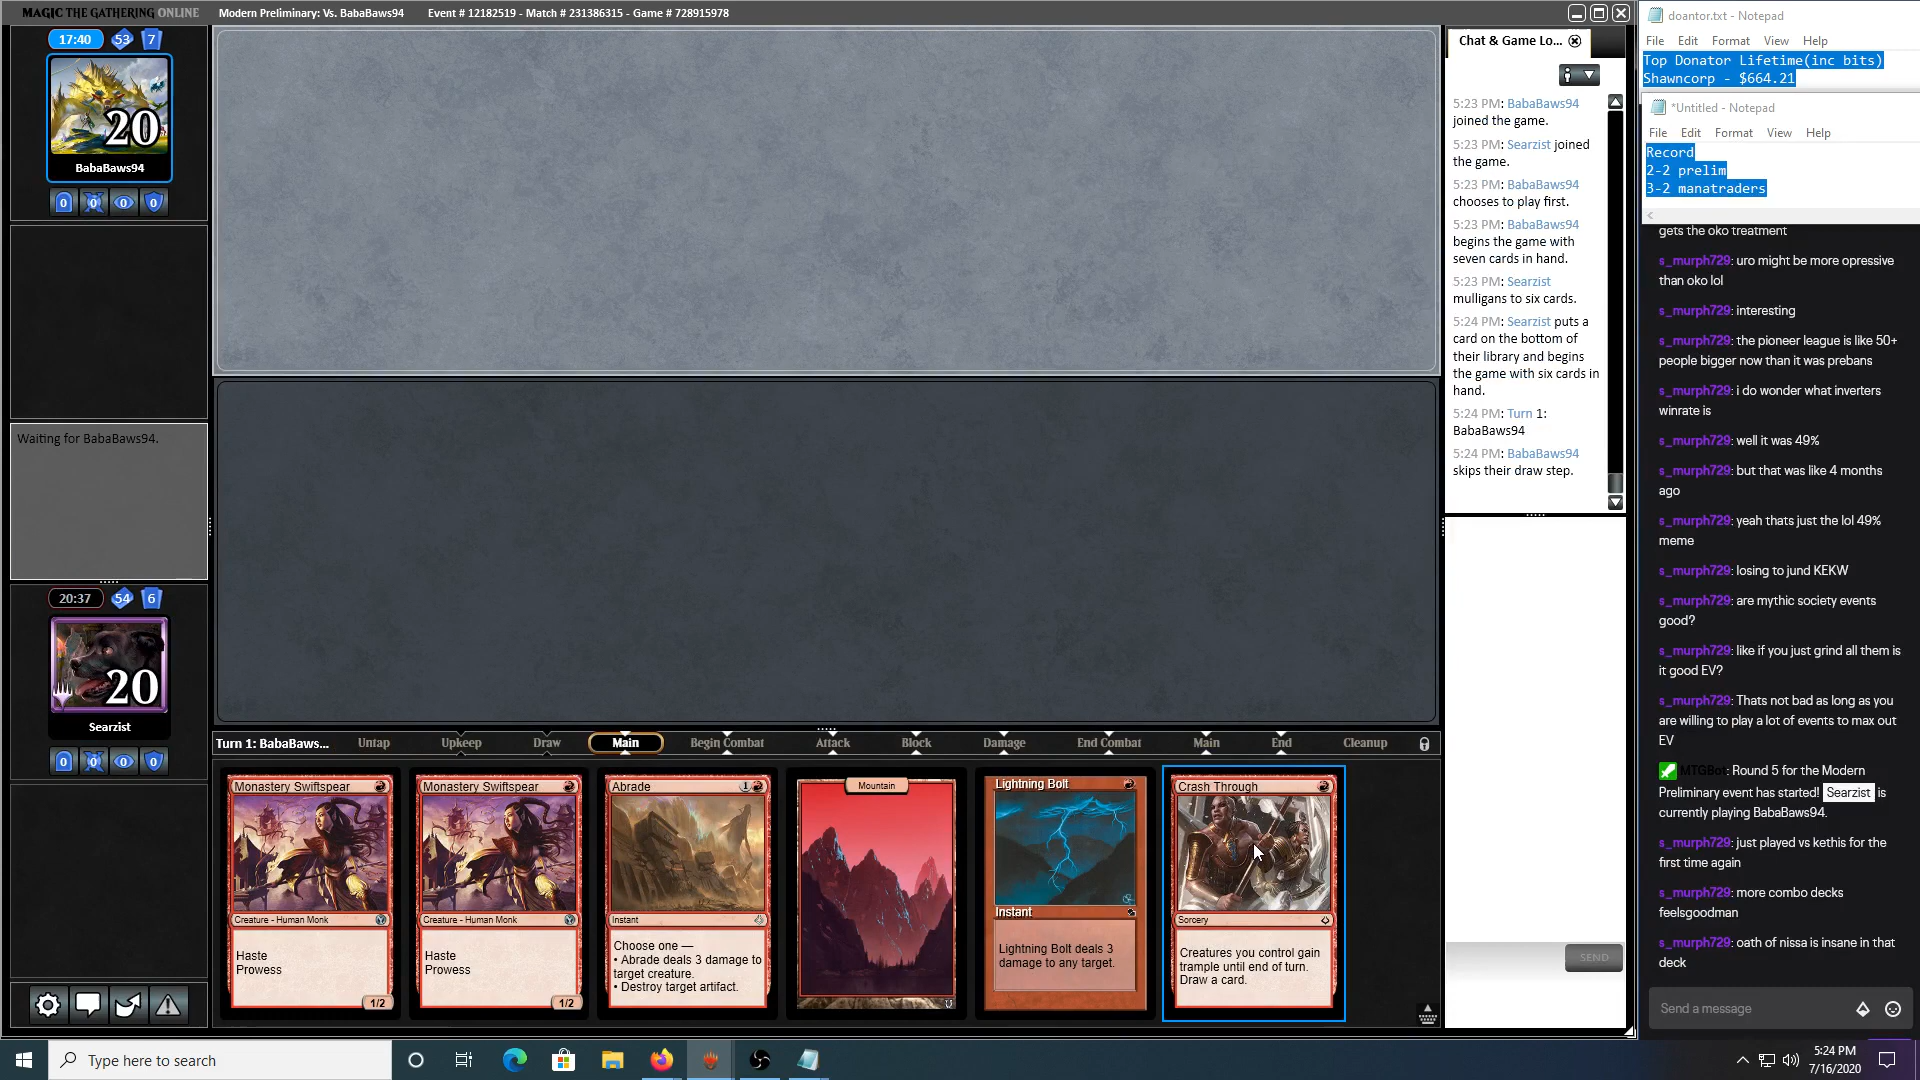 MAGIC THE GATHERING ONLINE
Modern Preliminary: Vs. BabaBaws94
Event # 12182519 - Match # 231386315 - Game # 728915978
17:40
53
7
20
BabaBaws94
0
0
0
0
Waiting for BabaBaws94.
20:37
54
6
20
Searzist
0
0
0
0
Chat & Game Lo...
5:23 PM: BabaBaws94
joined the game.
5:23 PM: Searzist joined
the game.
5:23 PM: BabaBaws94
chooses to play first.
5:23 PM: BabaBaws94
begins the game with
seven cards in hand.
5:23 PM: Searzist
mulligans to six cards.
5:24 PM: Searzist puts a
card on the bottom of
their library and begins
the game with six cards in
hand.
5:24 PM: Turn 1:
BabaBaws94
5:24 PM: BabaBaws94
skips their draw step.
SEND
Turn 1: BabaBaws...
Untap
Upkeep
Draw
Main
Begin Combat
Attack
Block
Damage
End Combat
Main
End
Cleanup
Monastery Swiftspear
Creature - Human Monk
Haste
Prowess
1/2
Monastery Swiftspear
Creature - Human Monk
Haste
Prowess
1/2
Abrade
1
Instant
Choose one —
• Abrade deals 3 damage to
target creature.
• Destroy target artifact.
Mountain
Lightning Bolt
Instant
Lightning Bolt deals 3
damage to any target.
Crash Through
Sorcery
Creatures you control gain
trample until end of turn.
Draw a card.
doantor.txt - Notepad
File Edit Format View Help
Top Donator Lifetime(inc bits)
Shawncorp - $664.21
*Untitled - Notepad
File Edit Format View Help
Record
2-2 prelim
3-2 manatraders
gets the oko treatment
s_murph729: uro might be more opressive
than oko lol
s_murph729: interesting
s_murph729: the pioneer league is like 50+
people bigger now than it was prebans
s_murph729: i do wonder what inverters
winrate is
s_murph729: well it was 49%
s_murph729: but that was like 4 months
ago
s_murph729: yeah thats just the lol 49%
meme
s_murph729: losing to jund KEKW
s_murph729: are mythic society events
good?
s_murph729: like if you just grind all them is
it good EV?
s_murph729: Thats not bad as long as you
are willing to play a lot of events to max out
EV
MTGBot: Round 5 for the Modern
Preliminary event has started! Searzist is
currently playing BabaBaws94.
s_murph729: just played vs kethis for the
first time again
s_murph729: more combo decks
feelsgoodman
s_murph729: oath of nissa is insane in that
deck
Send a message
Type here to search
5:24 PM
7/16/2020